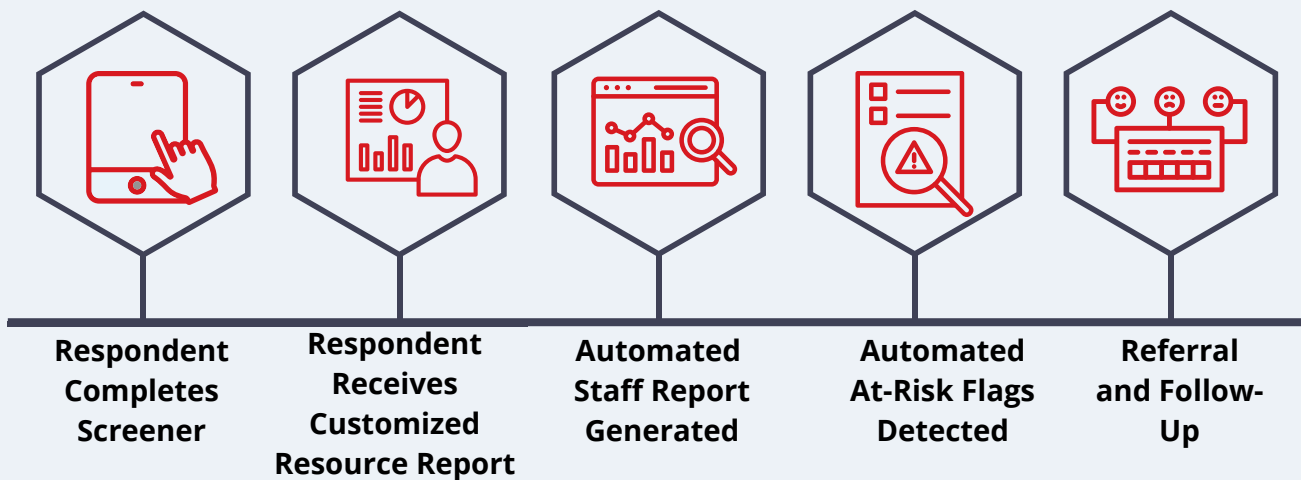 Respondent
Completes
Screener
Respondent
Receives
Customized
Resource Report
Automated
Staff Report
Generated
Automated
At-Risk Flags
Detected
Referral
and Follow-
Up